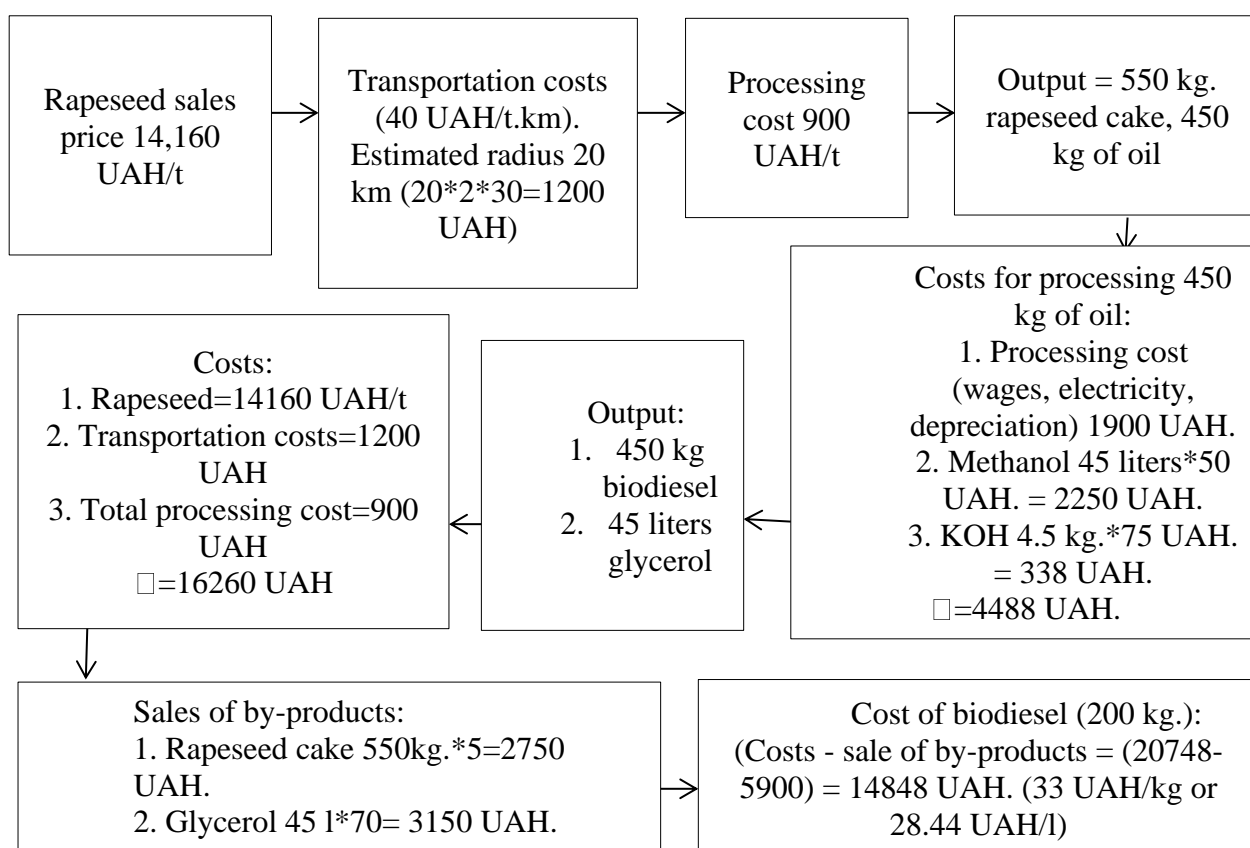 Rapeseed sales
price 14,160
UAH/t
Transportation costs
(40 UAH/t.km).
Estimated radius 20
km (20*2*30=1200
UAH)
Processing
cost 900
UAH/t
Output = 550 kg.
rapeseed cake, 450
kg of oil
Costs for processing 450
kg of oil:
1. Processing cost
(wages, electricity,
depreciation) 1900 UAH.
2. Methanol 45 liters*50
UAH. = 2250 UAH.
3. KOH 4.5 kg.*75 UAH.
= 338 UAH.
□=4488 UAH.
Output:
1. 450 kg
biodiesel
2. 45 liters
glycerol
Costs:
1. Rapeseed=14160 UAH/t
2. Transportation costs=1200
UAH
3. Total processing cost=900
UAH
□=16260 UAH
Sales of by-products:
1. Rapeseed cake 550kg.*5=2750
UAH.
2. Glycerol 45 l*70= 3150 UAH.
Cost of biodiesel (200 kg.):
(Costs - sale of by-products = (20748-
5900) = 14848 UAH. (33 UAH/kg or
28.44 UAH/l)